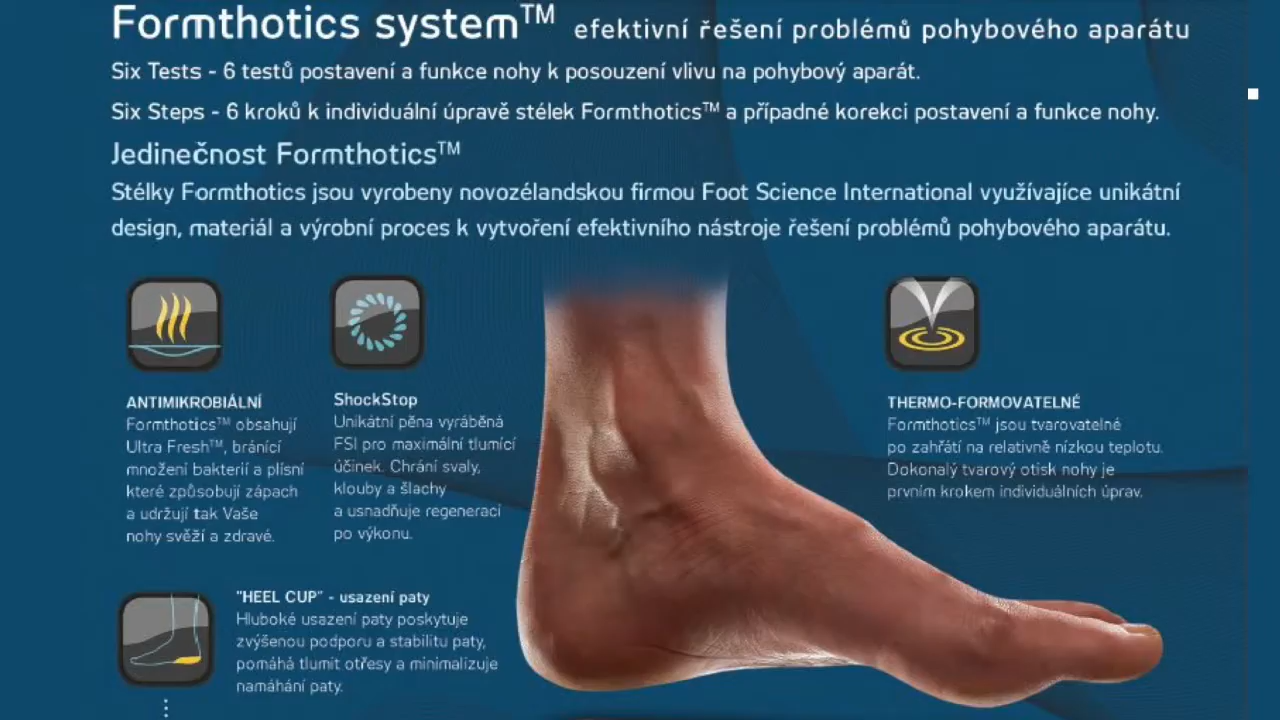 Formthotics system™ efektivní řešení problémů pohybového aparátu
Six Tests - 6 testů postavení a funkce nohy k posouzení vlivu na pohybový aparát.
Six Steps - 6 kroků k individuální úpravě stélek Formthotics™ a případné korekci postavení a funkce nohy.
Jedinečnost Formthotics™
Stélky Formthotics jsou vyrobeny novozélandskou firmou Foot Science International využívajíce unikátní
design, materiál a výrobní proces k vytvoření efektivního nástroje řešení problémů pohybového aparátu.
ANTIMIKROBIÁLNÍ
Formthotics™ obsahují
Ultra Fresh™, bránící
množení bakterií a plísní
které způsobují zápach
a udržují tak Vaše
nohy svěží a zdravé.
ShockStop
Unikátní pěna vyráběná
FSI pro maximální tlumící
účinek. Chrání svaly,
klouby a šlachy
a usnadňuje regeneraci
po výkonu.
THERMO-FORMOVATELNÉ
Formthotics™ jsou tvarovatelné
po zahřátí na relativně nízkou teplotu.
Dokonalý tvarový otisk nohy je
prvním krokem individuálních úprav.
"HEEL CUP" - usazení paty
Hluboké usazení paty poskytuje
zvýšenou podporu a stabilitu paty,
pomáhá tlumit otřesy a minimalizuje
namáhání paty.